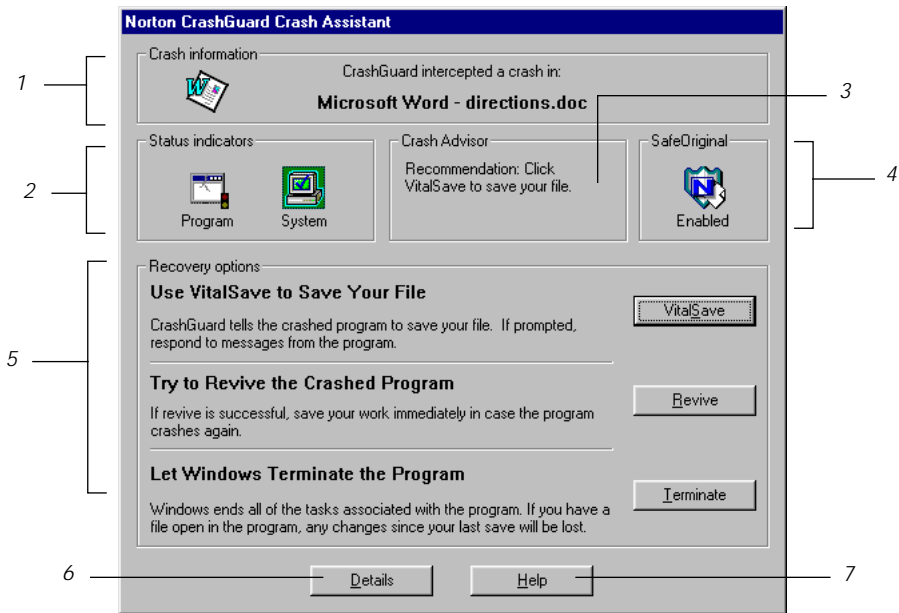 Norton CrashGuard Crash Assistant
Crash information
1
CrashGuard intercepted a crash in:
Microsoft Word - directions.doc
3
Status indicators
Program
System
2
Crash Advisor
Recommendation: Click
VitalSave to save your file.
SafeOriginal
Enabled
4
Recovery options
5
Use VitalSave to Save Your File
CrashGuard tells the crashed program to save your file. If prompted,
respond to messages from the program.
VitalSave
Try to Revive the Crashed Program
If revive is successful, save your work immediately in case the program
crashes again.
Revive
Let Windows Terminate the Program
Windows ends all of the tasks associated with the program. If you have a
file open in the program, any changes since your last save will be lost.
Terminate
6
Details
Help
7